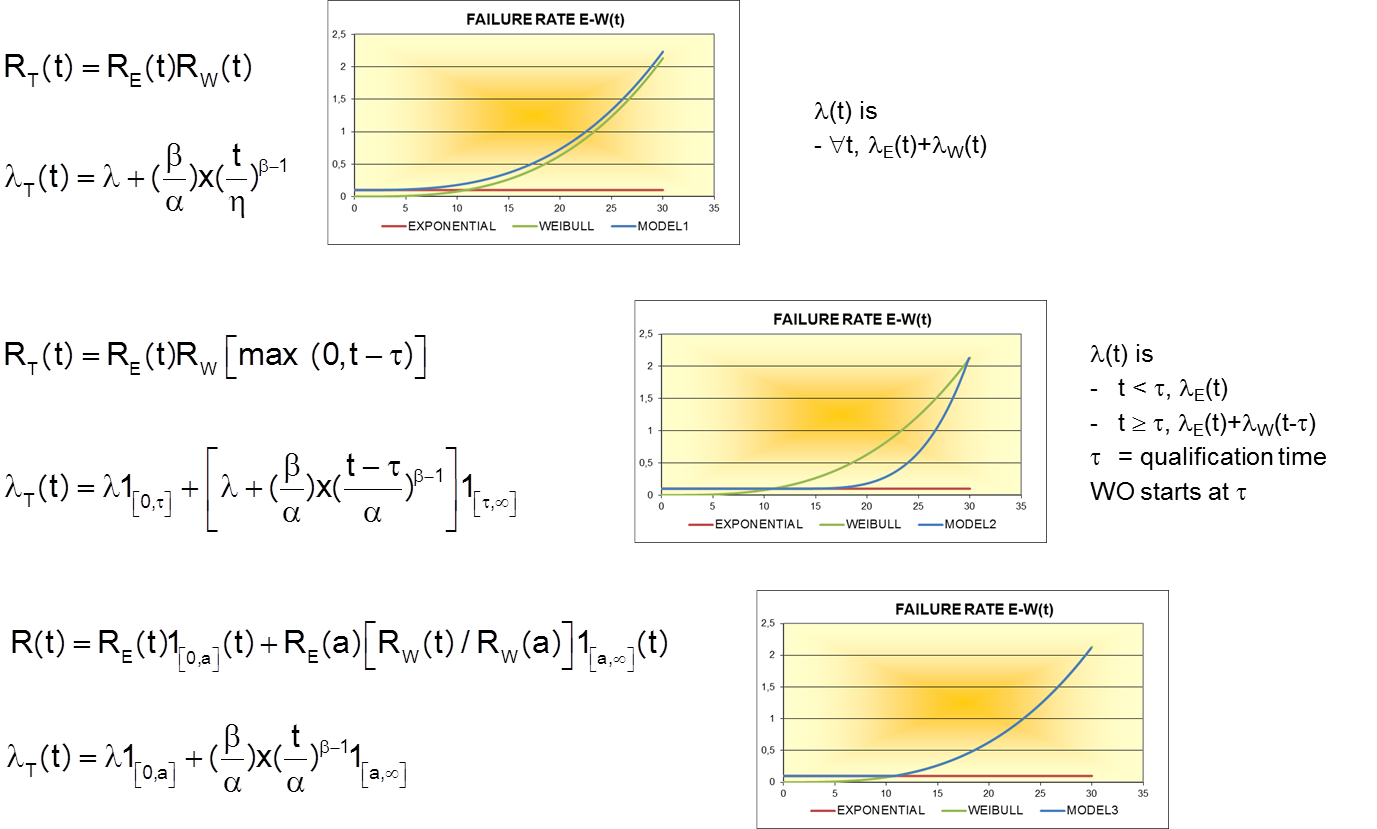 R_T(t) = R_E(t)R_W(t)
λ_T(t) = λ + (β/α)x(t/η)^β–1
FAILURE RATE E-W(t)
2,5
2
1,5
1
0,5
0
0 5 10 15 20 25 30 35
EXPONENTIAL WEIBULL MODEL1
λ(t) is
- ∀t, λ_E(t)+λ_W(t)
R_T(t) = R_E(t)R_W[max (0,t – τ)]
λ_T(t) = λ1_[0,τ] + [λ + (β/α)x(t – τ/α)^β–1]1_[τ,∞]
FAILURE RATE E-W(t)
2,5
2
1,5
1
0,5
0
0 5 10 15 20 25 30 35
EXPONENTIAL WEIBULL MODEL2
λ(t) is
- t < τ, λ_E(t)
- t ≥ τ, λ_E(t)+λ_W(t-τ)
τ = qualification time
WO starts at τ
R(t) = R_E(t)1_[0,a](t) + R_E(a)[R_W(t) / R_W(a)]1_[a,∞](t)
λ_T(t) = λ1_[0,a] + (β/α)x(t/α)^β–1 1_[a,∞]
FAILURE RATE E-W(t)
2,5
2
1,5
1
0,5
0
0 5 10 15 20 25 30 35
EXPONENTIAL WEIBULL MODEL3